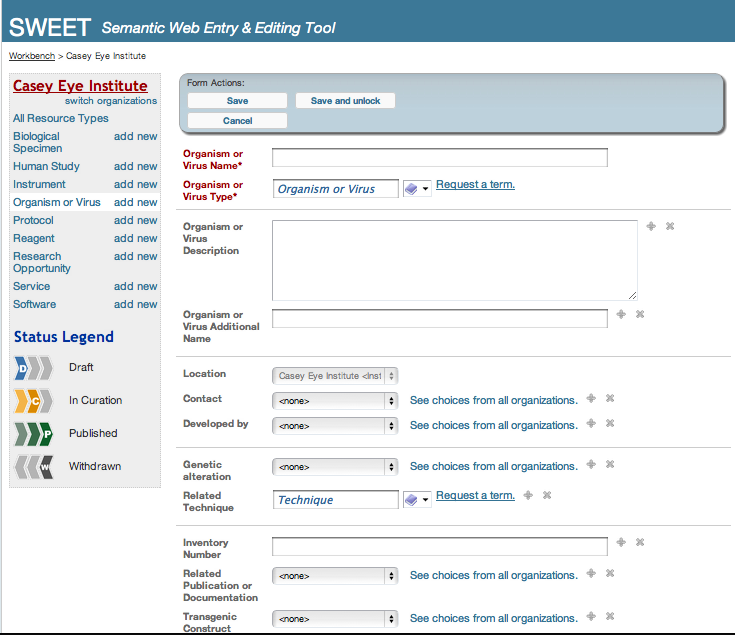 SWEET Semantic Web Entry & Editing Tool
Workbench > Casey Eye Institute
Casey Eye Institute
switch organizations
All Resource Types
Biological
Specimen
add new
Human Study add new
Instrument add new
Organism or Virus add new
Protocol add new
Reagent add new
Research
Opportunity
add new
Service add new
Software add new
Status Legend
D Draft
C In Curation
P Published
W Withdrawn
Form Actions:
Save Save and unlock
Cancel
Organism or
Virus Name*
Organism or
Virus Type*
Organism or Virus
Request a term.
Organism or
Virus
Description
Organism or
Virus Additional
Name
Location Casey Eye Institute <Inst
Contact <none> See choices from all organizations.
Developed by <none> See choices from all organizations.
Genetic
alteration
<none> See choices from all organizations.
Related
Technique
Technique
Request a term.
Inventory
Number
Related
Publication or
Documentation
<none> See choices from all organizations.
Transgenic
Construct
<none> See choices from all organizations.